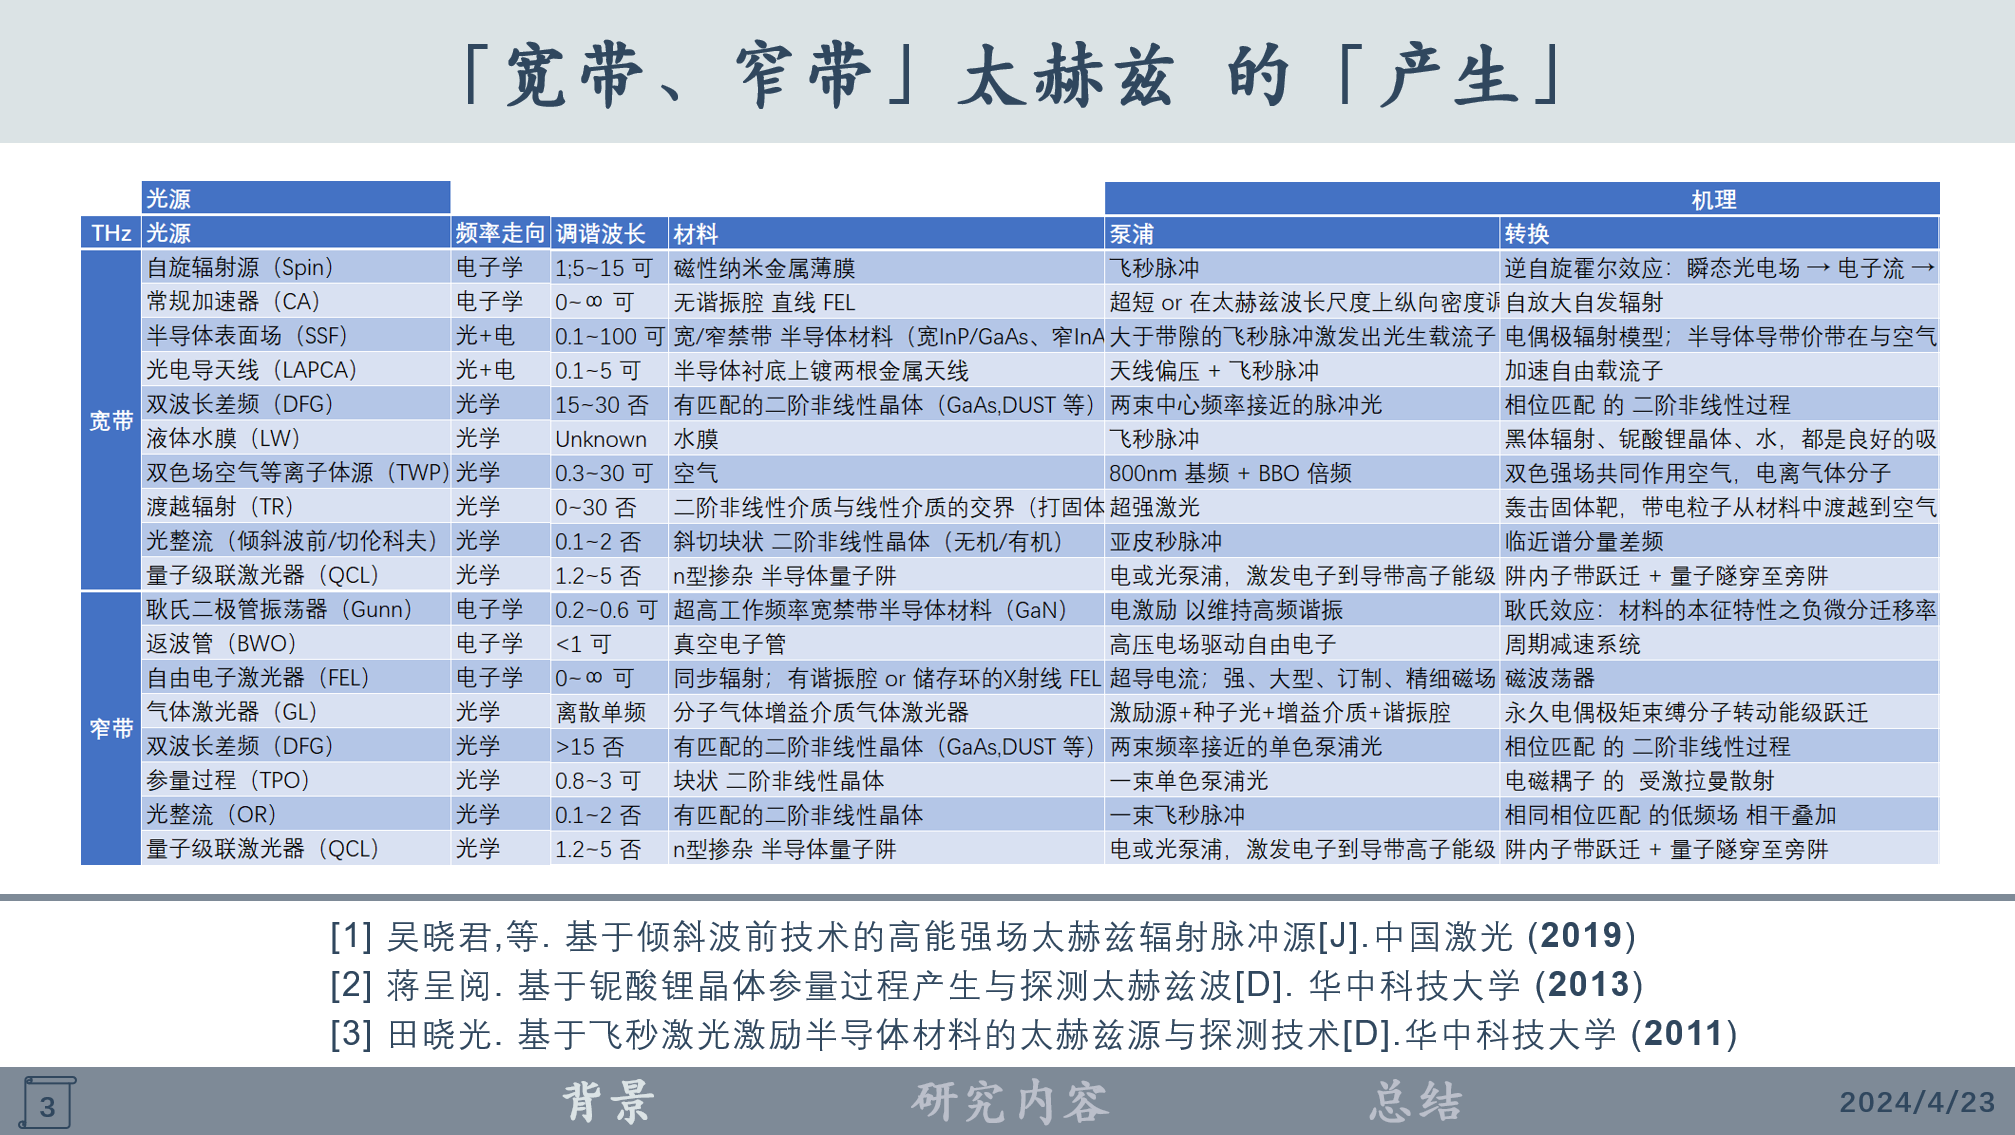 「宽带、窄带」太赫兹 的「产生」
光源 机理
THz 光源 频率走向 调谐波长 材料 泵浦 转换
宽带
自旋辐射源（Spin） 电子学 1;5~15 可 磁性纳米金属薄膜 飞秒脉冲 逆自旋霍尔效应：瞬态光电场 → 电子流 →
常规加速器（CA） 电子学 0~∞ 可 无谐振腔 直线 FEL 超短 or 在太赫兹波长尺度上纵向密度调 自放大自发辐射
半导体表面场（SSF） 光+电 0.1~100 可 宽/窄禁带 半导体材料（宽InP/GaAs、窄InA 大于带隙的飞秒脉冲激发出光生载流子 电偶极辐射模型；半导体导带价带在与空气
光电导天线（LAPCA） 光+电 0.1~5 可 半导体衬底上镀两根金属天线 天线偏压 + 飞秒脉冲 加速自由载流子
双波长差频（DFG） 光学 15~30 否 有匹配的二阶非线性晶体（GaAs,DUST 等） 两束中心频率接近的脉冲光 相位匹配 的 二阶非线性过程
液体水膜（LW） 光学 Unknown 水膜 飞秒脉冲 黑体辐射、铌酸锂晶体、水，都是良好的吸
双色场空气等离子体源（TWP） 光学 0.3~30 可 空气 800nm 基频 + BBO 倍频 双色强场共同作用空气，电离气体分子
渡越辐射（TR） 光学 0~30 否 二阶非线性介质与线性介质的交界（打固体 超强激光 轰击固体靶，带电粒子从材料中渡越到空气
光整流（倾斜波前/切伦科夫） 光学 0.1~2 否 斜切块状 二阶非线性晶体（无机/有机） 亚皮秒脉冲 临近谱分量差频
量子级联激光器（QCL） 光学 1.2~5 否 n型掺杂 半导体量子阱 电或光泵浦，激发电子到导带高子能级 阱内子带跃迁 + 量子隧穿至旁阱
窄带
耿氏二极管振荡器（Gunn） 电子学 0.2~0.6 可 超高工作频率宽禁带半导体材料（GaN） 电激励 以维持高频谐振 耿氏效应：材料的本征特性之负微分迁移率
返波管（BWO） 电子学 <1 可 真空电子管 高压电场驱动自由电子 周期减速系统
自由电子激光器（FEL） 电子学 0~∞ 可 同步辐射；有谐振腔 or 储存环的X射线 FEL 超导电流；强、大型、订制、精细磁场 磁波荡器
气体激光器（GL） 光学 离散单频 分子气体增益介质气体激光器 激励源+种子光+增益介质+谐振腔 永久电偶极矩束缚分子转动能级跃迁
双波长差频（DFG） 光学 >15 否 有匹配的二阶非线性晶体（GaAs,DUST 等） 两束频率接近的单色泵浦光 相位匹配 的 二阶非线性过程
参量过程（TPO） 光学 0.8~3 可 块状 二阶非线性晶体 一束单色泵浦光 电磁耦子 的 受激拉曼散射
光整流（OR） 光学 0.1~2 否 有匹配的二阶非线性晶体 一束飞秒脉冲 相同相位匹配 的低频场 相干叠加
量子级联激光器（QCL） 光学 1.2~5 否 n型掺杂 半导体量子阱 电或光泵浦，激发电子到导带高子能级 阱内子带跃迁 + 量子隧穿至旁阱
[1] 吴晓君,等. 基于倾斜波前技术的高能强场太赫兹辐射脉冲源[J].中国激光 (2019)
[2] 蒋呈阅. 基于铌酸锂晶体参量过程产生与探测太赫兹波[D]. 华中科技大学 (2013)
[3] 田晓光. 基于飞秒激光激励半导体材料的太赫兹源与探测技术[D].华中科技大学 (2011)
3 背景 研究内容 总结 2024/4/23